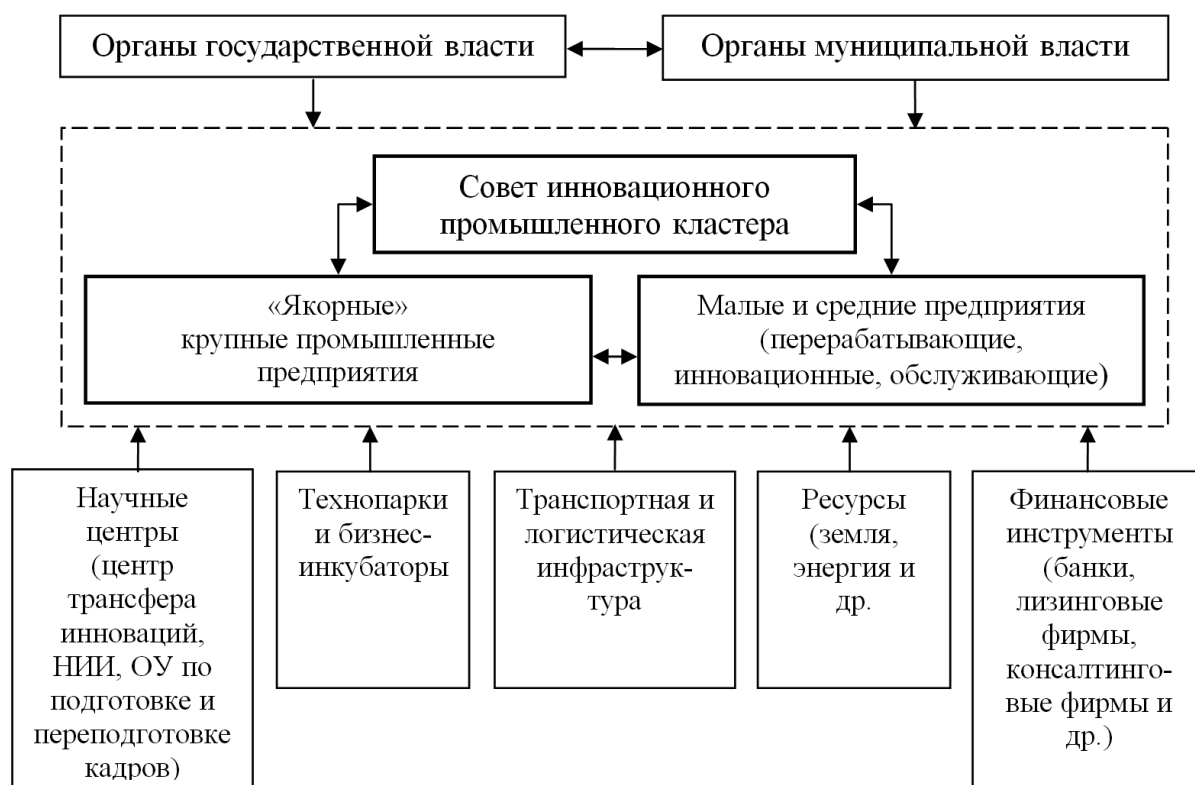 Органы государственной власти
Органы муниципальной власти
Совет инновационного
промышленного кластера
«Якорные»
крупные промышленные
предприятия
Малые и средние предприятия
(перерабатывающие,
инновационные, обслуживающие)
Научные
центры
(центр
трансфера
инноваций,
НИИ, ОУ по
подготовке и
переподготовке
кадров)
Технопарки
и бизнес-
инкубаторы
Транспортная и
логистическая
инфраструк-
тура
Ресурсы
(земля,
энергия и
др.
Финансовые
инструменты
(банки,
лизинговые
фирмы,
консалтинго-
вые фирмы и
др.)